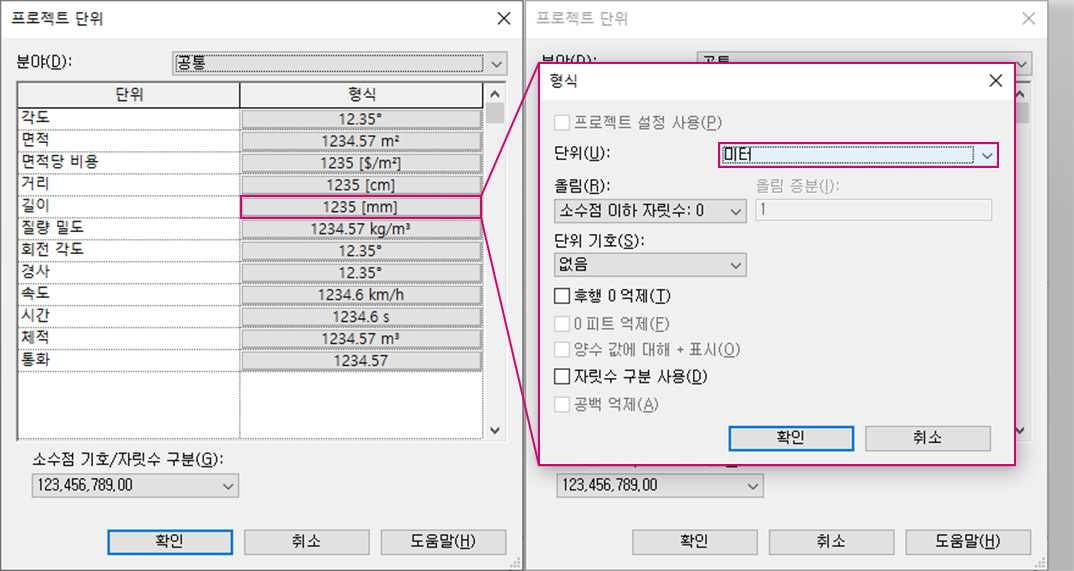 프로젝트 단위
분야(D):
공통
단위 형식
각도 12.35°
면적 1234.57 m²
면적당 비용 1235 [$/m²]
거리 1235 [cm]
길이 1235 [mm]
질량 밀도 1234.57 kg/m³
회전 각도 12.35°
경사 12.35°
속도 1234.6 km/h
시간 1234.6 s
체적 1234.57 m³
통화 1234.57
소수점 기호/자릿수 구분(G):
123,456,789.00
확인 취소 도움말(H)
프로젝트 단위
분야(D):
공통
형식
프로젝트 설정 사용(P)
단위(U): 미터
올림(R): 올림 증분(I):
소수점 이하 자릿수: 0 1
단위 기호(S):
없음
후행 0 억제(T)
0 피트 억제(F)
양수 값에 대해 + 표시(O)
자릿수 구분 사용(D)
공백 억제(A)
확인 취소
123,456,789.00
확인 취소 도움말(H)